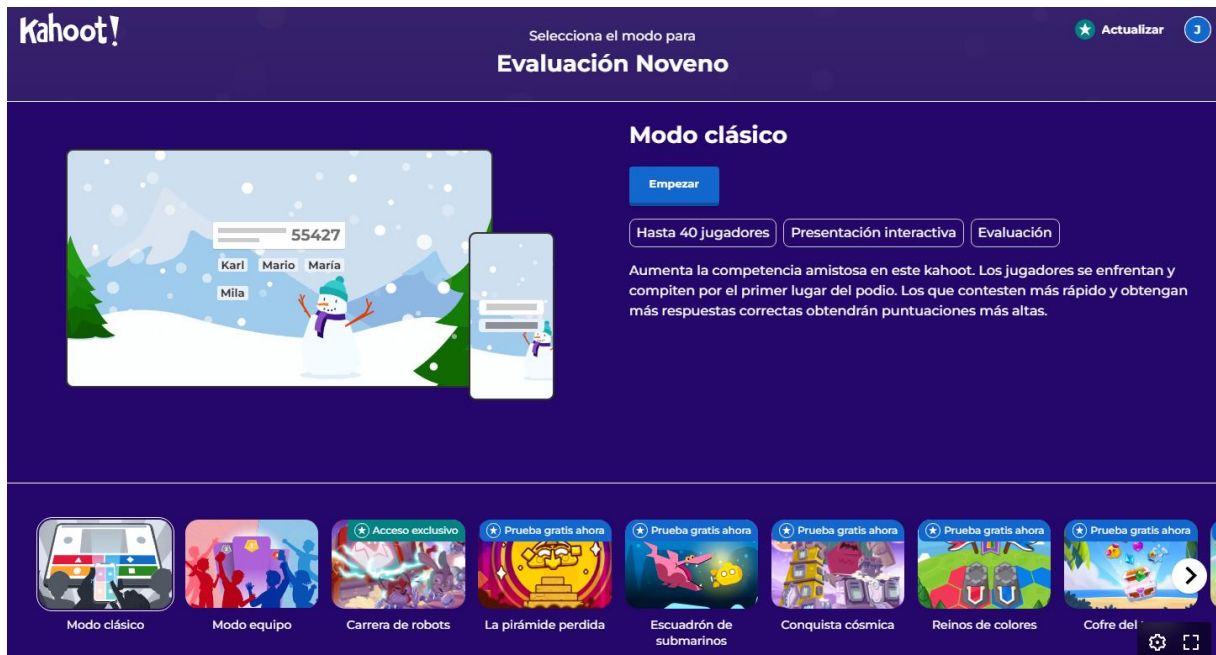 Kahoot!
Selecciona el modo para
Evaluación Noveno
Actualizar
J
Modo clásico
Empezar
Hasta 40 jugadores
Presentación interactiva
Evaluación
Aumenta la competencia amistosa en este kahoot. Los jugadores se enfrentan y
compiten por el primer lugar del podio. Los que contesten más rápido y obtengan
más respuestas correctas obtendrán puntuaciones más altas.
55427
Karl Mario María
Mila
Acceso exclusivo
Prueba gratis ahora
Prueba gratis ahora
Prueba gratis ahora
Prueba gratis ahora
Prueba gratis ahora
Modo clásico
Modo equipo
Carrera de robots
La pirámide perdida
Escuadrón de
submarinos
Conquista cósmica
Reinos de colores
Cofre del